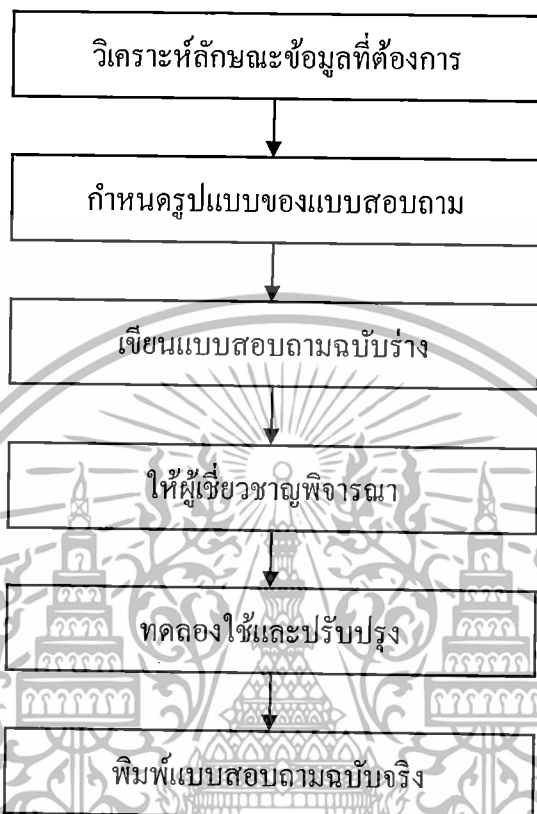 วิเคราะห์ลักษณะข้อมูลที่ต้องการ
กำหนดรูปแบบของแบบสอบถาม
เขียนแบบสอบถามฉบับร่าง
ให้ผู้เชี่ยวชาญพิจารณา
ทดลองใช้และปรับปรุง
พิมพ์แบบสอบถามฉบับจริง